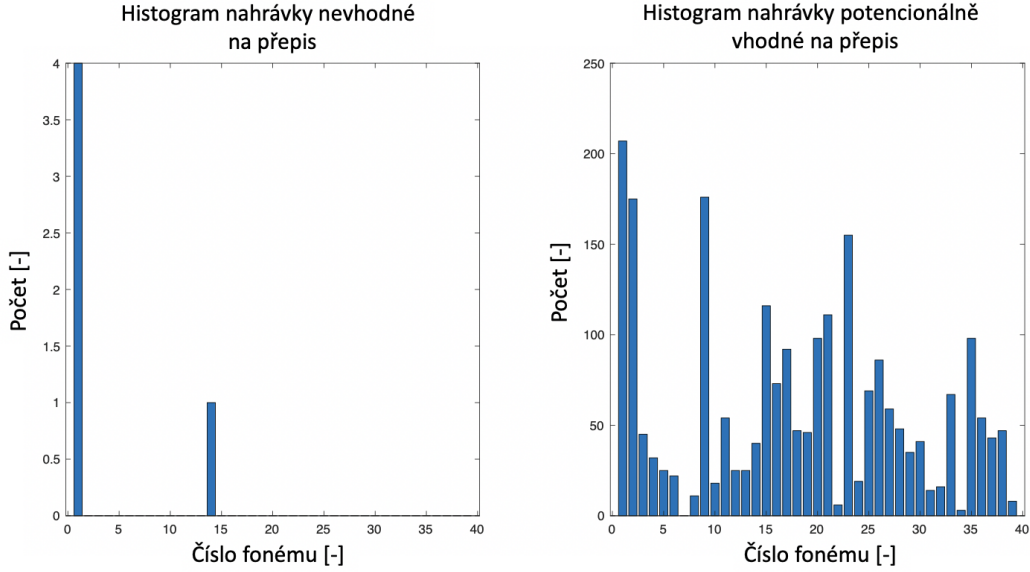 Histogram nahrávky nevhodné
na přepis
4
3.5
3
2.5
2
1.5
1
0.5
0
Počet [-]
0 5 10 15 20 25 30 35 40
Číslo fonému [-]
Histogram nahrávky potencionálně
vhodné na přepis
250
200
150
100
50
0
Počet [-]
0 5 10 15 20 25 30 35 40
Číslo fonému [-]